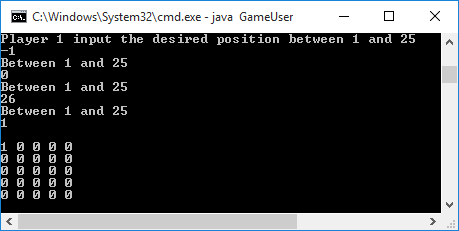 C:\Windows\System32\cmd.exe - java  GameUser
Player 1 input the desired position between 1 and 25
-1
Between 1 and 25
0
Between 1 and 25
26
Between 1 and 25
1
1 0 0 0 0
0 0 0 0 0
0 0 0 0 0
0 0 0 0 0
0 0 0 0 0